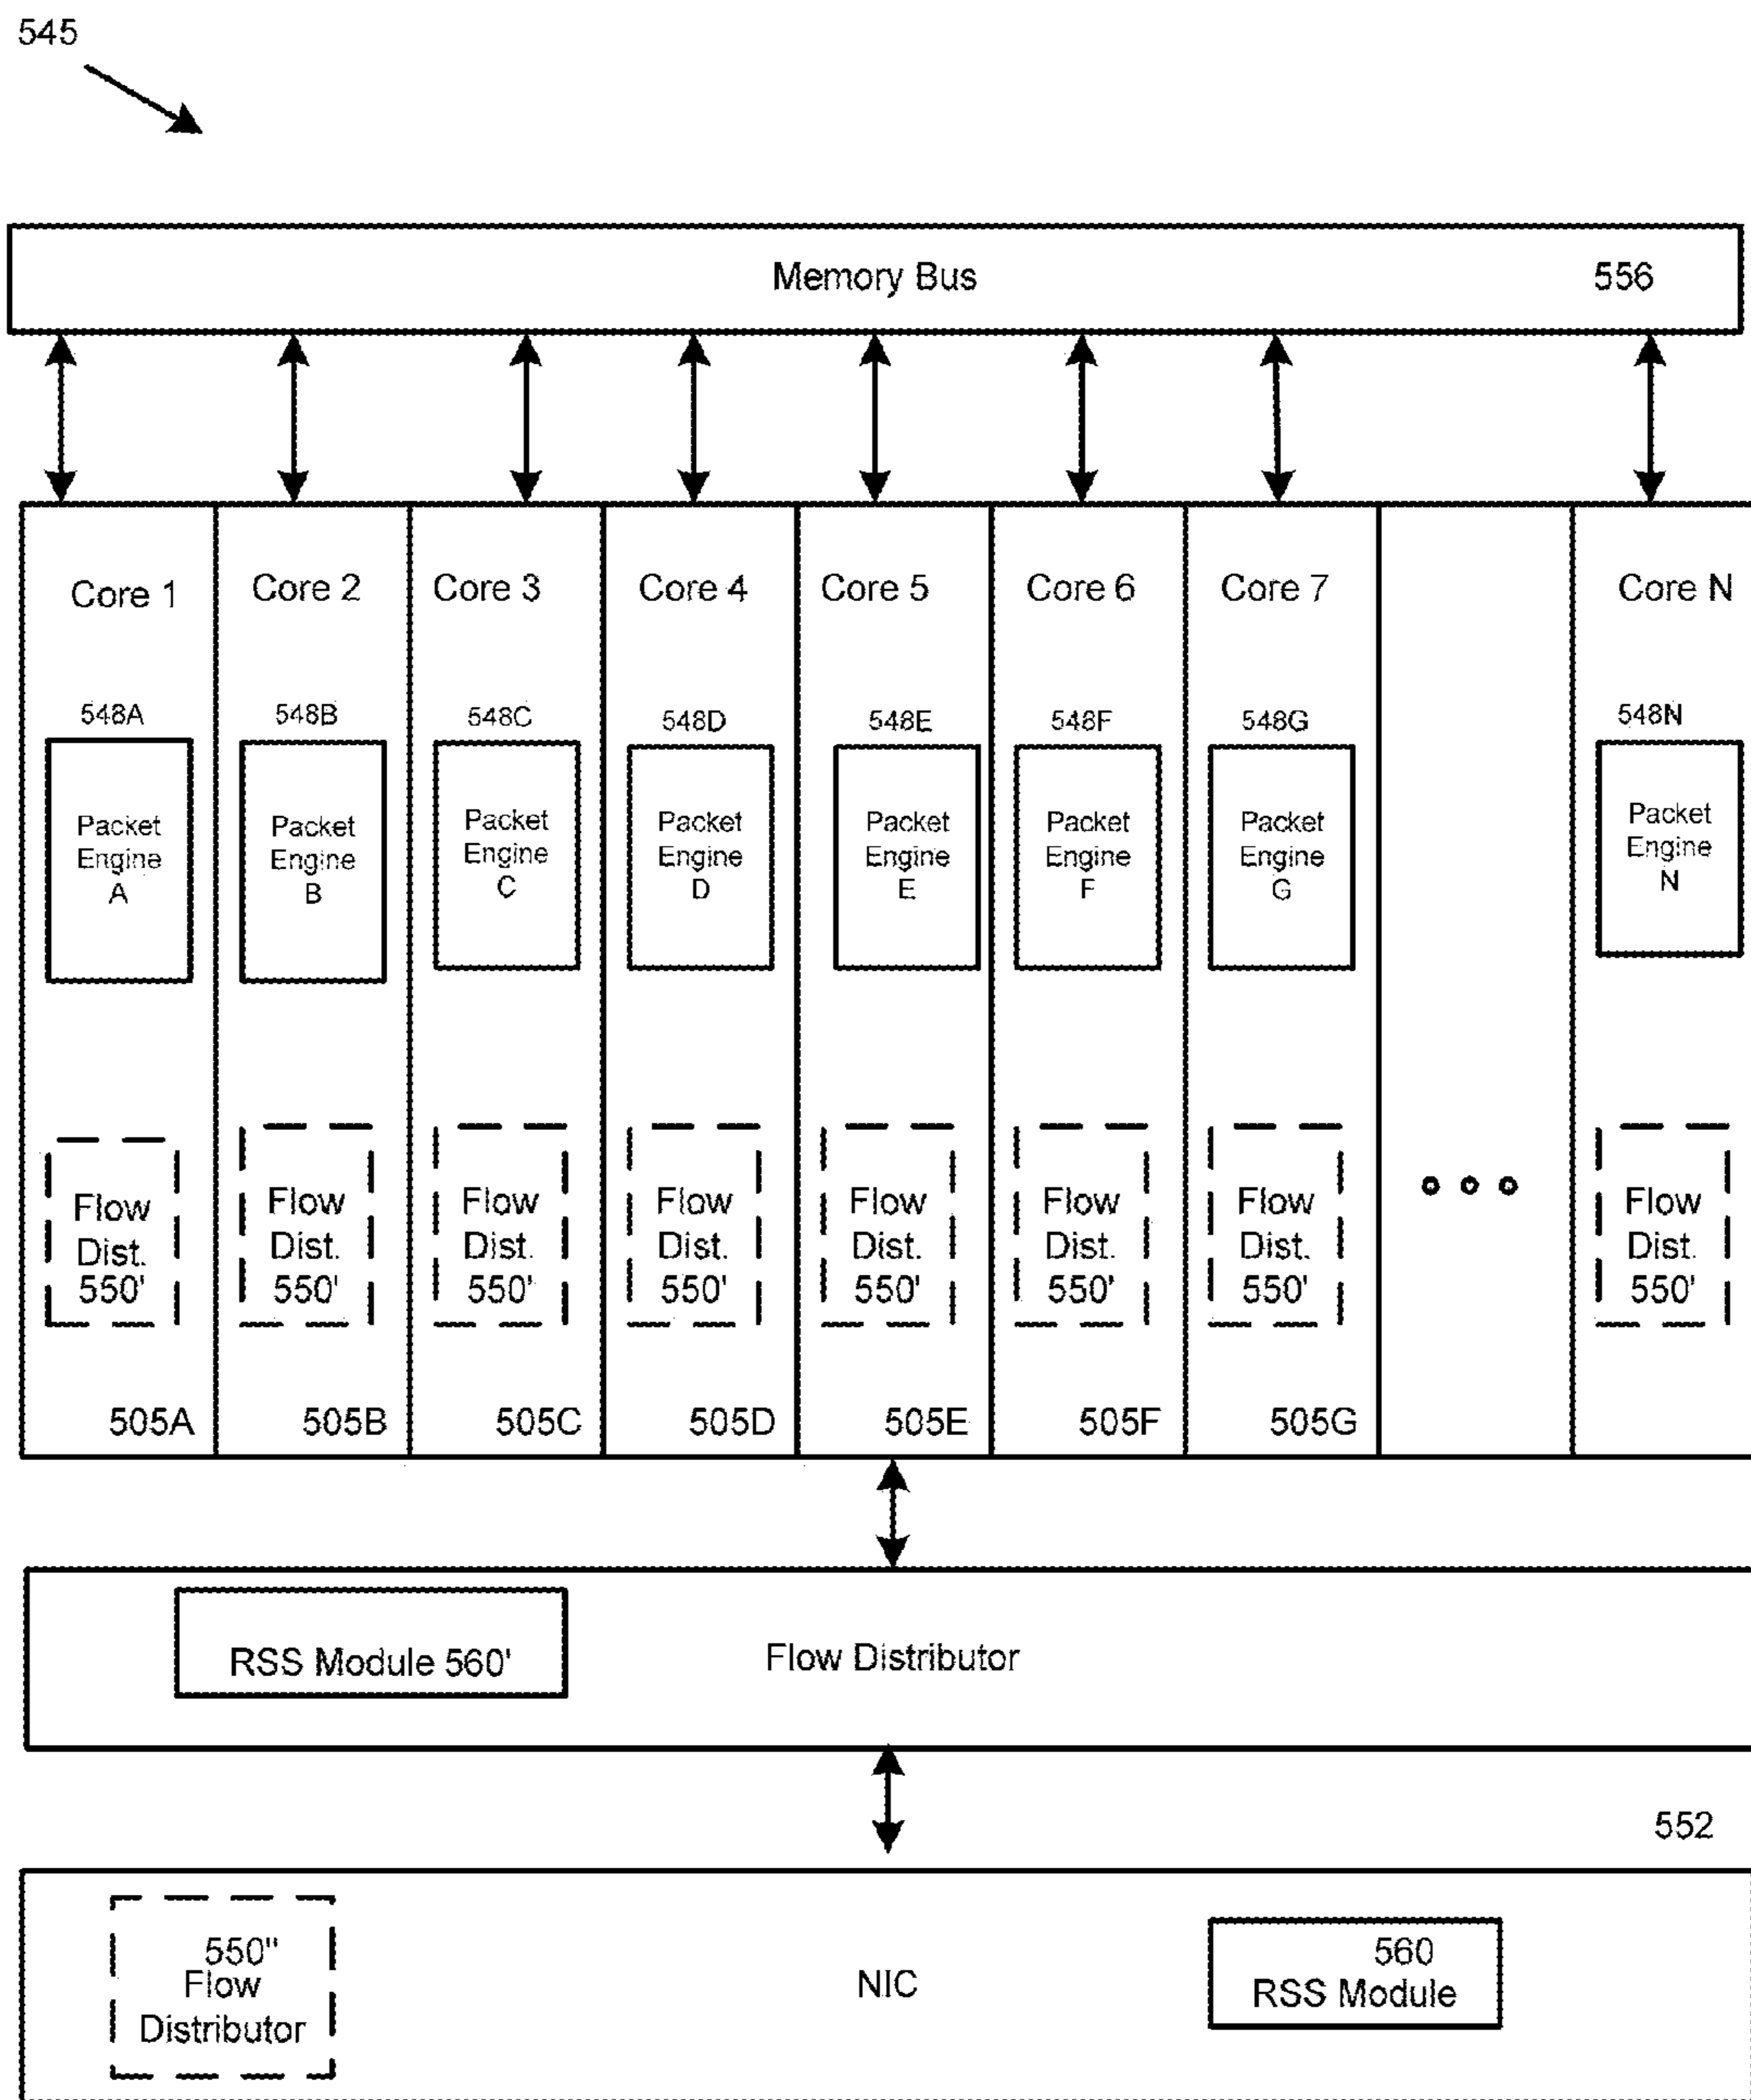 545
Memory Bus 556
Core 1 Core 2 Core 3 Core 4 Core 5 Core 6 Core 7 Core N
548A 548B 548C 548D 548E 548F 548G 548N
Packet Packet Packet Packet Packet Packet Packet Packet
Engine Engine Engine Engine Engine Engine Engine Engine
A B C D E F G N
Flow Flow Flow Flow Flow Flow Flow Flow
Dist. Dist. Dist. Dist. Dist. Dist. Dist. Dist.
550' 550' 550' 550' 550' 550' 550' 550'
505A 505B 505C 505D 505E 505F 505G
RSS Module 560' Flow Distributor
552
550" 560
Flow NIC RSS Module
Distributor